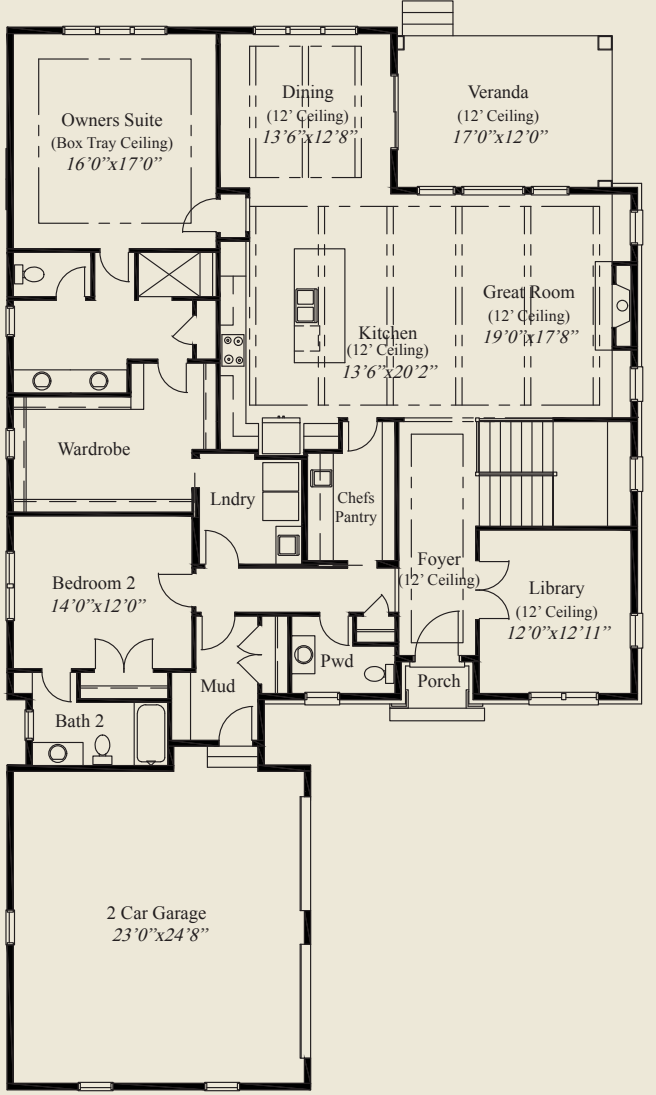 Owners Suite
(Box Tray Ceiling)
16'0”x17'0”
Dining
(12’ Ceiling)
13’6”x12’8”
Veranda
(12’ Ceiling)
17’0”x12’0”
Great Room
(12’ Ceiling)
19’0”x17’8”
Kitchen
(12’ Ceiling)
13’6”x20’2”
Wardrobe
Lndry
Chefs
Pantry
Bedroom 2
14’0”x12’0”
Foyer
(12’ Ceiling)
Library
(12’ Ceiling)
12’0”x12’11”
Mud
Pwd
Porch
Bath 2
2 Car Garage
23’0”x24’8”